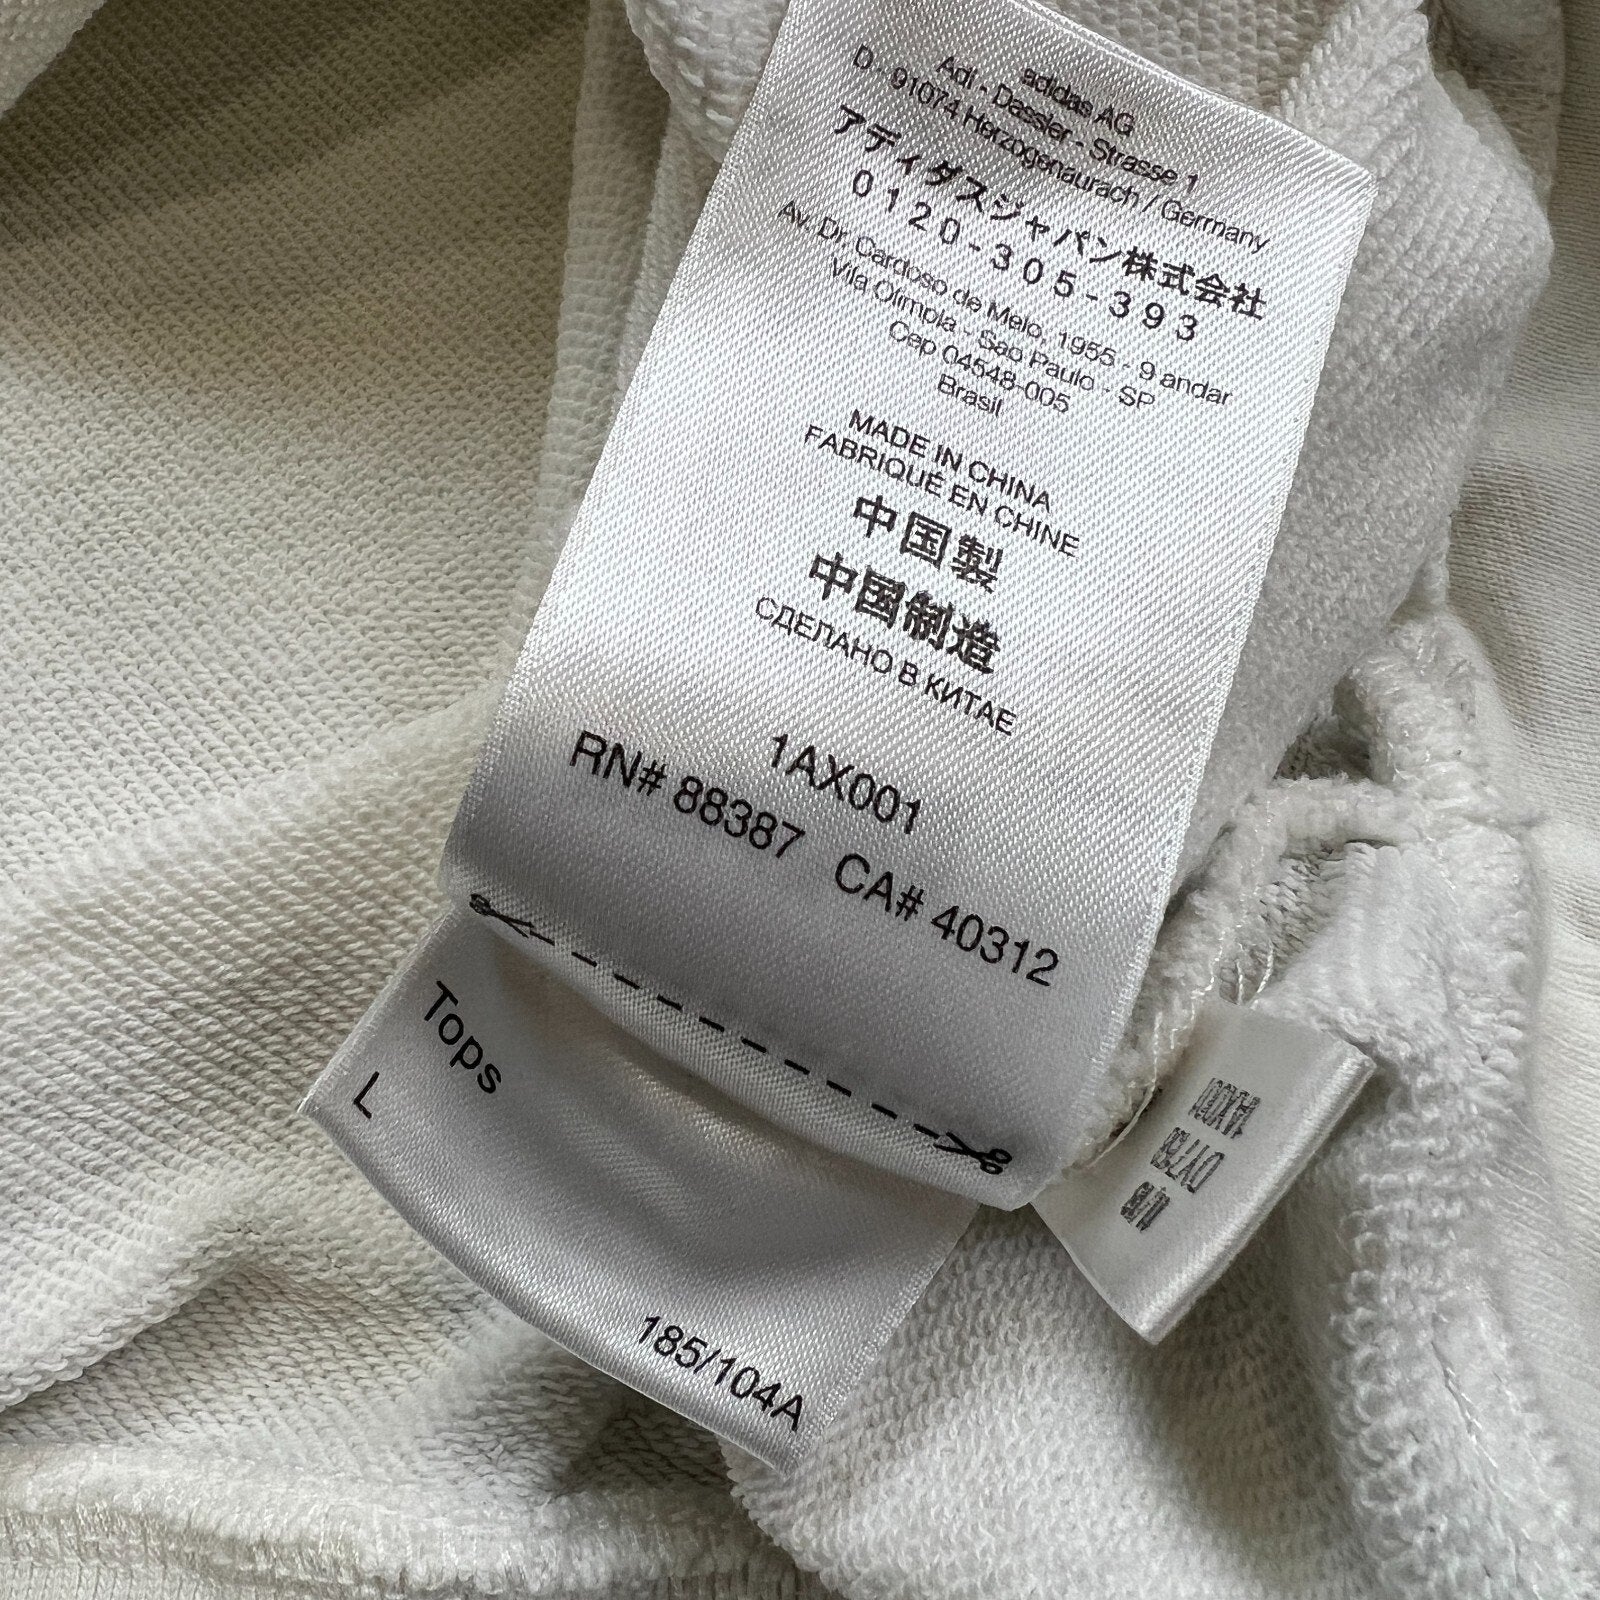 adidas AG
Adi - Dassler - Strasse 1
D - 91074 Herzogenaurach / Germany
アディダスジャパン株式会社
0120-305-393
Av. Dr. Cardoso de Melo, 1955 - 9 andar
Vila Olimpia - Sao Paulo - SP
Cep 04548-005
Brasil
MADE IN CHINA
FABRIQUÉ EN CHINE
中国製
中国制造
СДЕЛАНО В КИТАЕ
1AX001
RN# 88387 CA# 40312
Tops
L
185/104A
1AX001